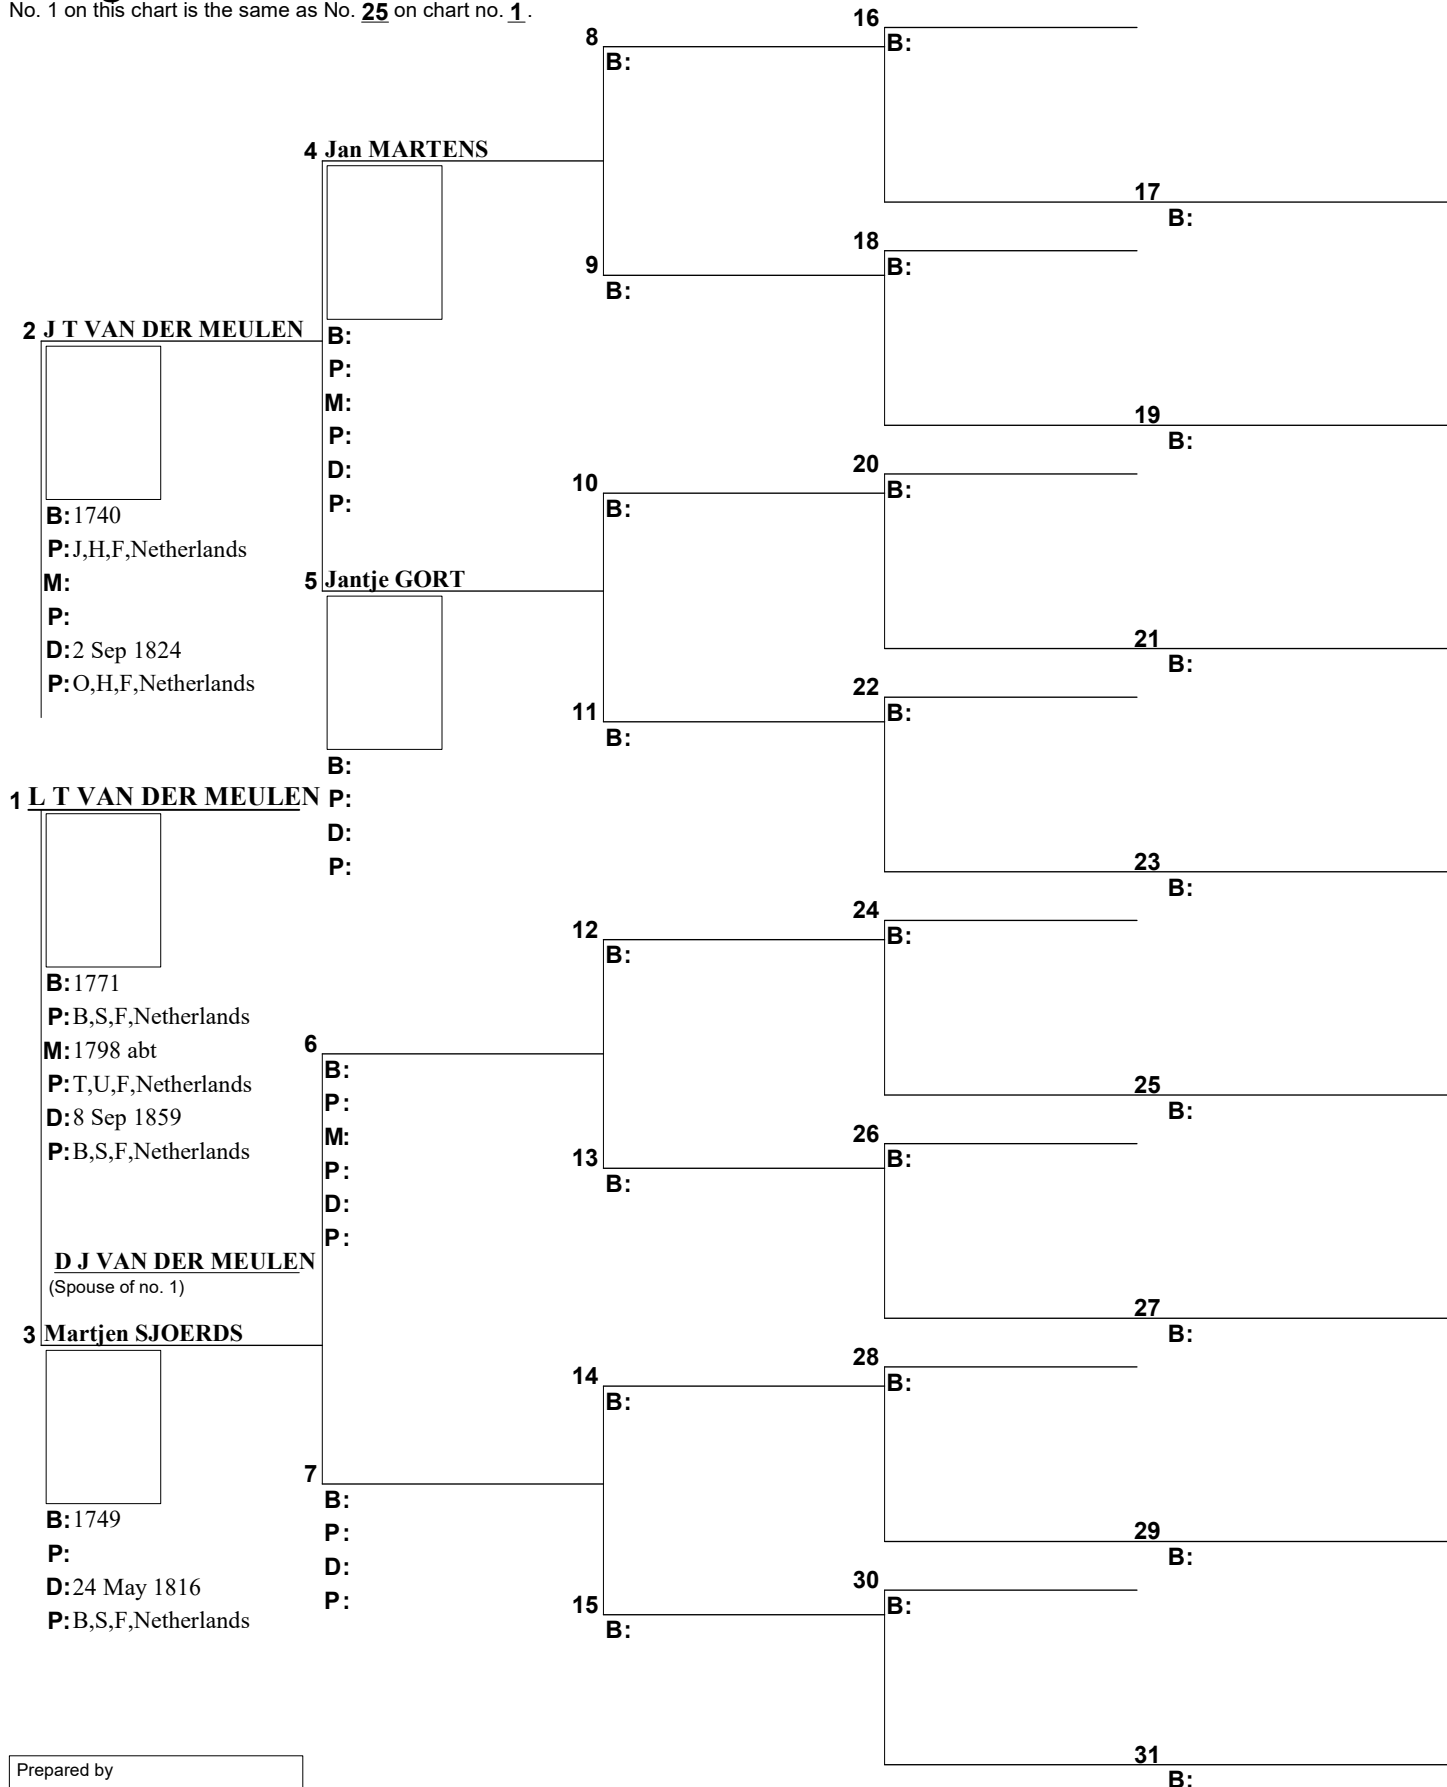 No. 1 on this chart is the same as No. 25 on chart no. 1 .
16
B:
8
B:
17
B:
4 Jan MARTENS
B:
P:
M:
P:
D:
P:
18
B:
9
B:
19
B:
2 J T VAN DER MEULEN
B: 1740
P: J,H,F,Netherlands
M:
P:
D: 2 Sep 1824
P: O,H,F,Netherlands
20
B:
10
B:
21
B:
5 Jantje GORT
B:
P:
D:
P:
22
B:
11
B:
23
B:
1 L T VAN DER MEULEN
B: 1771
P: B,S,F,Netherlands
M: 1798 abt
P: T,U,F,Netherlands
D: 8 Sep 1859
P: B,S,F,Netherlands
24
B:
12
B:
25
B:
6
B:
P:
M:
P:
D:
P:
26
B:
13
B:
27
B:
D J VAN DER MEULEN
(Spouse of no. 1)
3 Martjen SJOERDS
B: 1749
P:
D: 24 May 1816
P: B,S,F,Netherlands
28
B:
14
B:
29
B:
7
B:
P:
D:
P:
30
B:
15
B:
31
B:
Prepared by